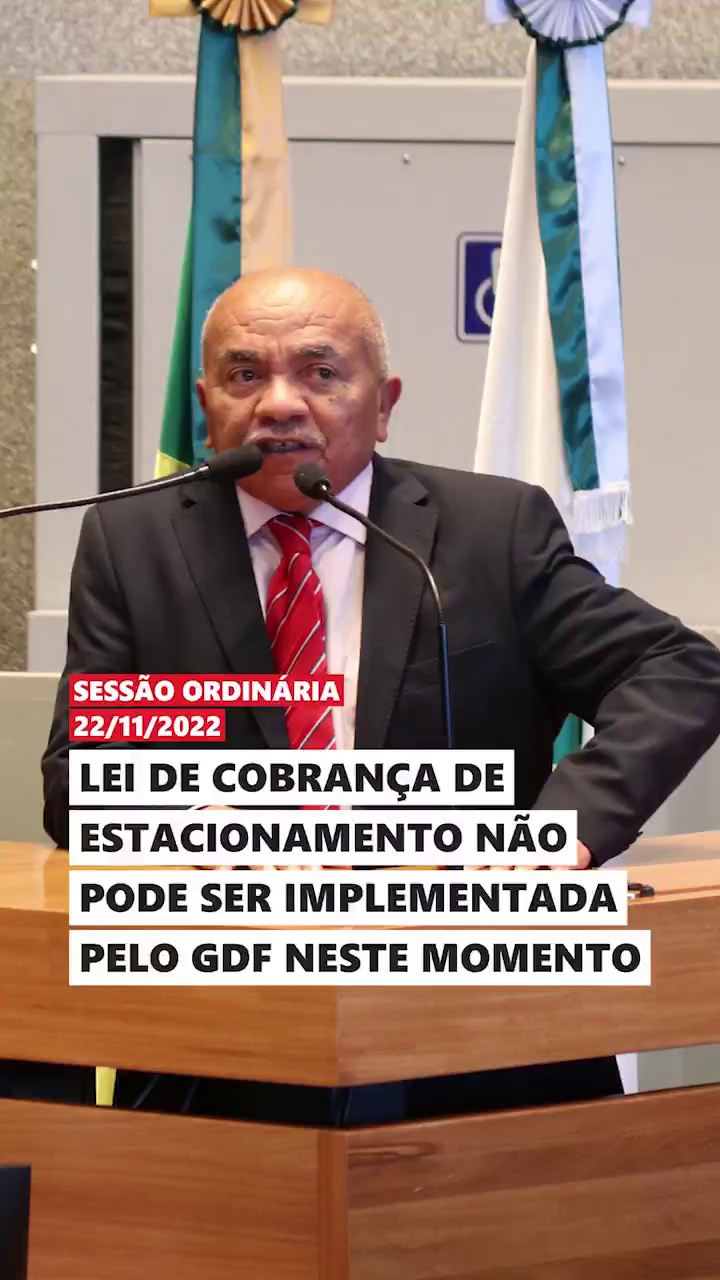 SESSÃO ORDINÁRIA
22/11/2022
LEI DE COBRANÇA DE
ESTACIONAMENTO NÃO
PODE SER IMPLEMENTADA
PELO GDF NESTE MOMENTO